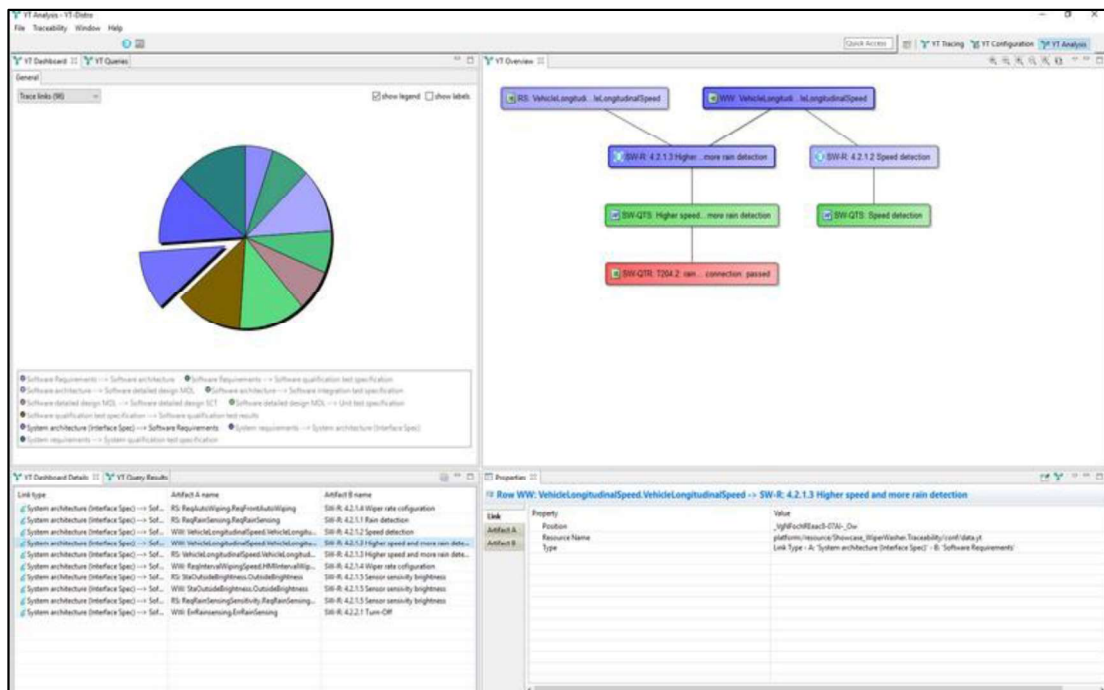 YT Analysis - YT-Distro
File Traceability Window Help
Quick Access YT Tracing YT Configuration YT Analysis
YT Dashboard YT Queries
General
Trace links (96)
show legend show labels
Software Requirements --> Software architecture Software Requirements --> Software qualification test specification
Software architecture --> Software detailed design MDL Software architecture --> Software integration test specification
Software detailed design MDL --> Software detailed design SCT Software detailed design MDL --> Unit test specification
Software qualification test specification --> Software qualification test results
System architecture (Interface Spec) --> Software Requirements System requirements --> System architecture (Interface Spec)
System requirements --> System qualification test specification
YT Overview
RS: VehicleLongitudi... leLongitudinalSpeed
WW: VehicleLongitudi... leLongitudinalSpeed
SW-R: 4.2.1.3 Higher ... more rain detection
SW-R: 4.2.1.2 Speed detection
SW-QTS: Higher speed... more rain detection
SW-QTS: Speed detection
SW-QTR: T204.2: rain... connection: passed
YT Dashboard Details YT Query Results
Link type Artifact A name Artifact B name
System architecture (Interface Spec) --> Sof... RS: ReqAutoWiping.ReqFrontAutoWiping SW-R: 4.2.1.4 Wiper rate cofiguration
System architecture (Interface Spec) --> Sof... RS: ReqRainSensing.ReqRainSensing SW-R: 4.2.1.1 Rain detection
System architecture (Interface Spec) --> Sof... WW: VehicleLongitudinalSpeed.VehicleLongitu... SW-R: 4.2.1.2 Speed detection
System architecture (Interface Spec) --> Sof... WW: VehicleLongitudinalSpeed.VehicleLongitu... SW-R: 4.2.1.3 Higher speed and more rain dete...
System architecture (Interface Spec) --> Sof... RS: VehicleLongitudinalSpeed.VehicleLongitud... SW-R: 4.2.1.3 Higher speed and more rain dete...
System architecture (Interface Spec) --> Sof... WW: ReqIntervalWipingSpeed.HMIIntervalWip... SW-R: 4.2.1.4 Wiper rate cofiguration
System architecture (Interface Spec) --> Sof... RS: StaOutsideBrightness.OutsideBrightness SW-R: 4.2.1.5 Sensor sensivity brightness
System architecture (Interface Spec) --> Sof... WW: StaOutsideBrightness.OutsideBrightness SW-R: 4.2.1.5 Sensor sensivity brightness
System architecture (Interface Spec) --> Sof... RS: ReqRainSensingSensitivity.ReqRainSensing... SW-R: 4.2.1.5 Sensor sensivity brightness
System architecture (Interface Spec) --> Sof... WW: ErrRainsensing.ErrRainSensing SW-R: 4.2.2.1 Turn-Off
Properties
Row WW: VehicleLongitudinalSpeed.VehicleLongitudinalSpeed -> SW-R: 4.2.1.3 Higher speed and more rain detection
Link
Artifact A
Artifact B
Property Value
Position
Resource Name platform:/resource/Showcase_WiperWasher.Traceability/conf/data.yt
Type Link Type - A: 'System architecture (Interface Spec)' - B: 'Software Requirements'